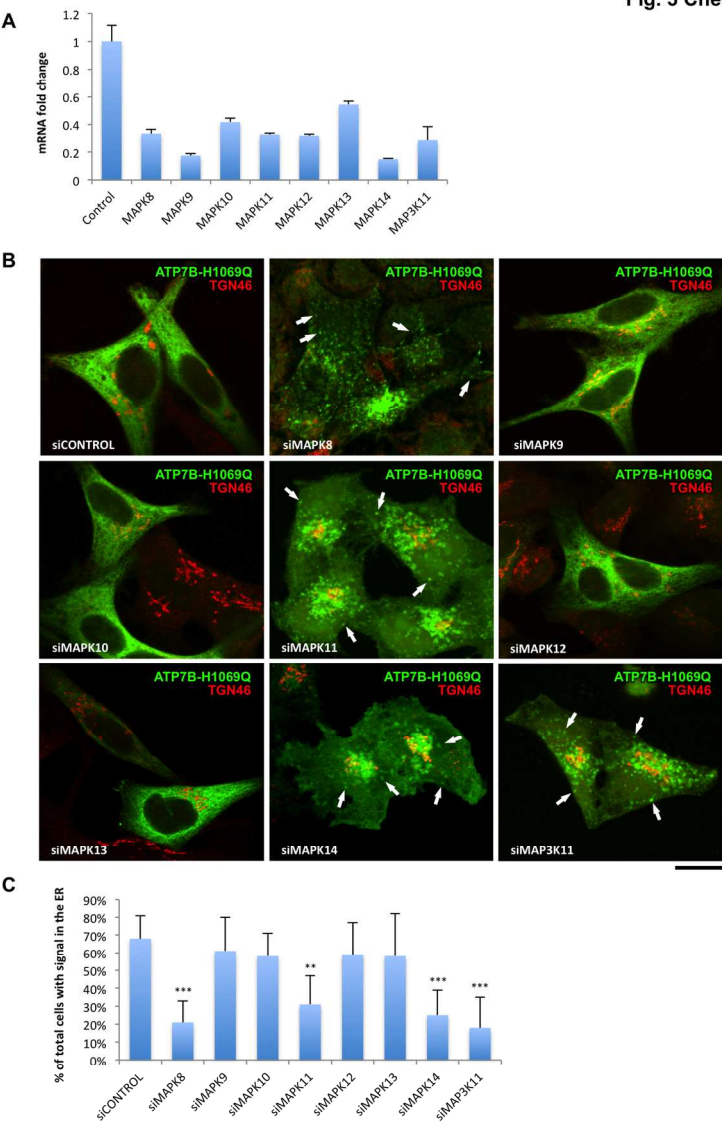 Fig. 5 Che
A
mRNA fold change
1.2
1
0.8
0.6
0.4
0.2
0
Control
MAPK8
MAPK9
MAPK10
MAPK11
MAPK12
MAPK13
MAPK14
MAP3K11
B
ATP7B-H1069Q
TGN46
siCONTROL
ATP7B-H1069Q
TGN46
siMAPK8
ATP7B-H1069Q
TGN46
siMAPK9
ATP7B-H1069Q
TGN46
siMAPK10
ATP7B-H1069Q
TGN46
siMAPK11
ATP7B-H1069Q
TGN46
siMAPK12
ATP7B-H1069Q
TGN46
siMAPK13
ATP7B-H1069Q
TGN46
siMAPK14
ATP7B-H1069Q
TGN46
siMAP3K11
C
% of total cells with signal in the ER
90%
80%
70%
60%
50%
40%
30%
20%
10%
0%
***
**
***
***
siCONTROL
siMAPK8
siMAPK9
siMAPK10
siMAPK11
siMAPK12
siMAPK13
siMAPK14
siMAP3K11